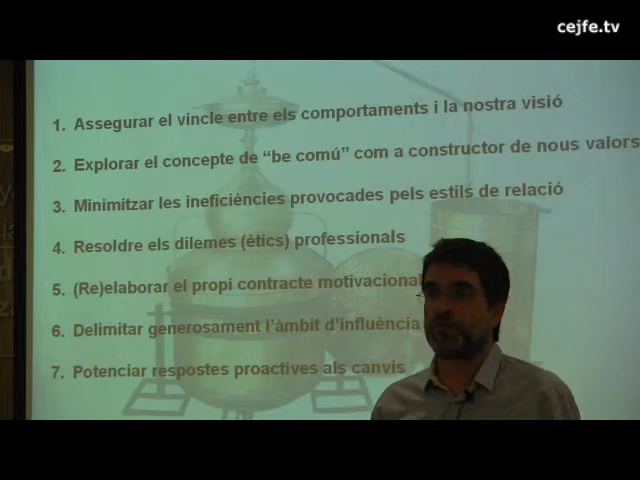 cejfe.tv
1. Assegurar el vincle entre els comportaments i la nostra visió
2. Explorar el concepte de “be comú” com a constructor de nous valors
3. Minimitzar les ineficiències provocades pels estils de relació
4. Resoldre els dilemes (ètics) professionals
5. (Re)elaborar el propi contracte motivacional
6. Delimitar generosament l’àmbit d’influència
7. Potenciar respostes proactives als canvis